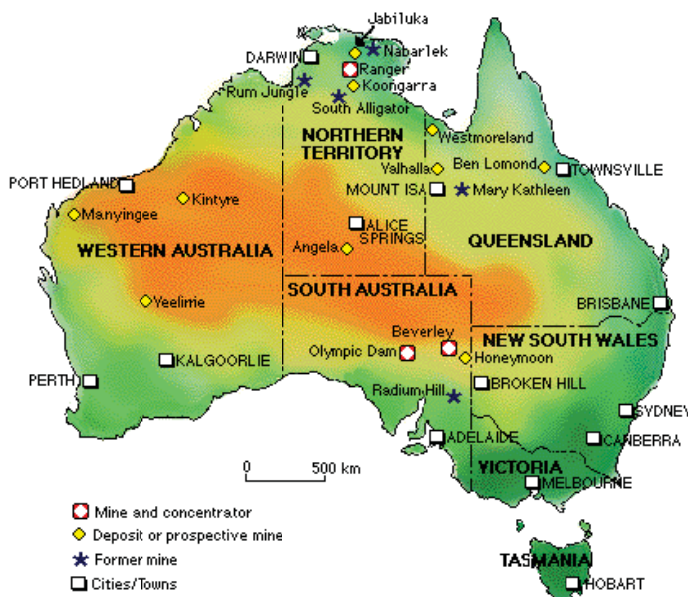 Jabiluka
DARWIN
Nabarlek
Ranger
Rum Jungle
Koongarra
South Alligator
NORTHERN
TERRITORY
Westmoreland
Valhalla
Ben Lomond
TOWNSVILLE
PORT HEDLAND
MOUNT ISA
Mary Kathleen
Kintyre
Manyingee
ALICE
SPRINGS
WESTERN AUSTRALIA
Angela
QUEENSLAND
SOUTH AUSTRALIA
Yeelirrie
BRISBANE
Beverley
NEW SOUTH WALES
Olympic Dam
Honeymoon
KALGOORLIE
PERTH
Radium Hill
BROKEN HILL
SYDNEY
ADELAIDE
CANBERRA
0 500 km
VICTORIA
MELBOURNE
Mine and concentrator
Deposit or prospective mine
Former mine
TASMANIA
Cities/Towns
HOBART